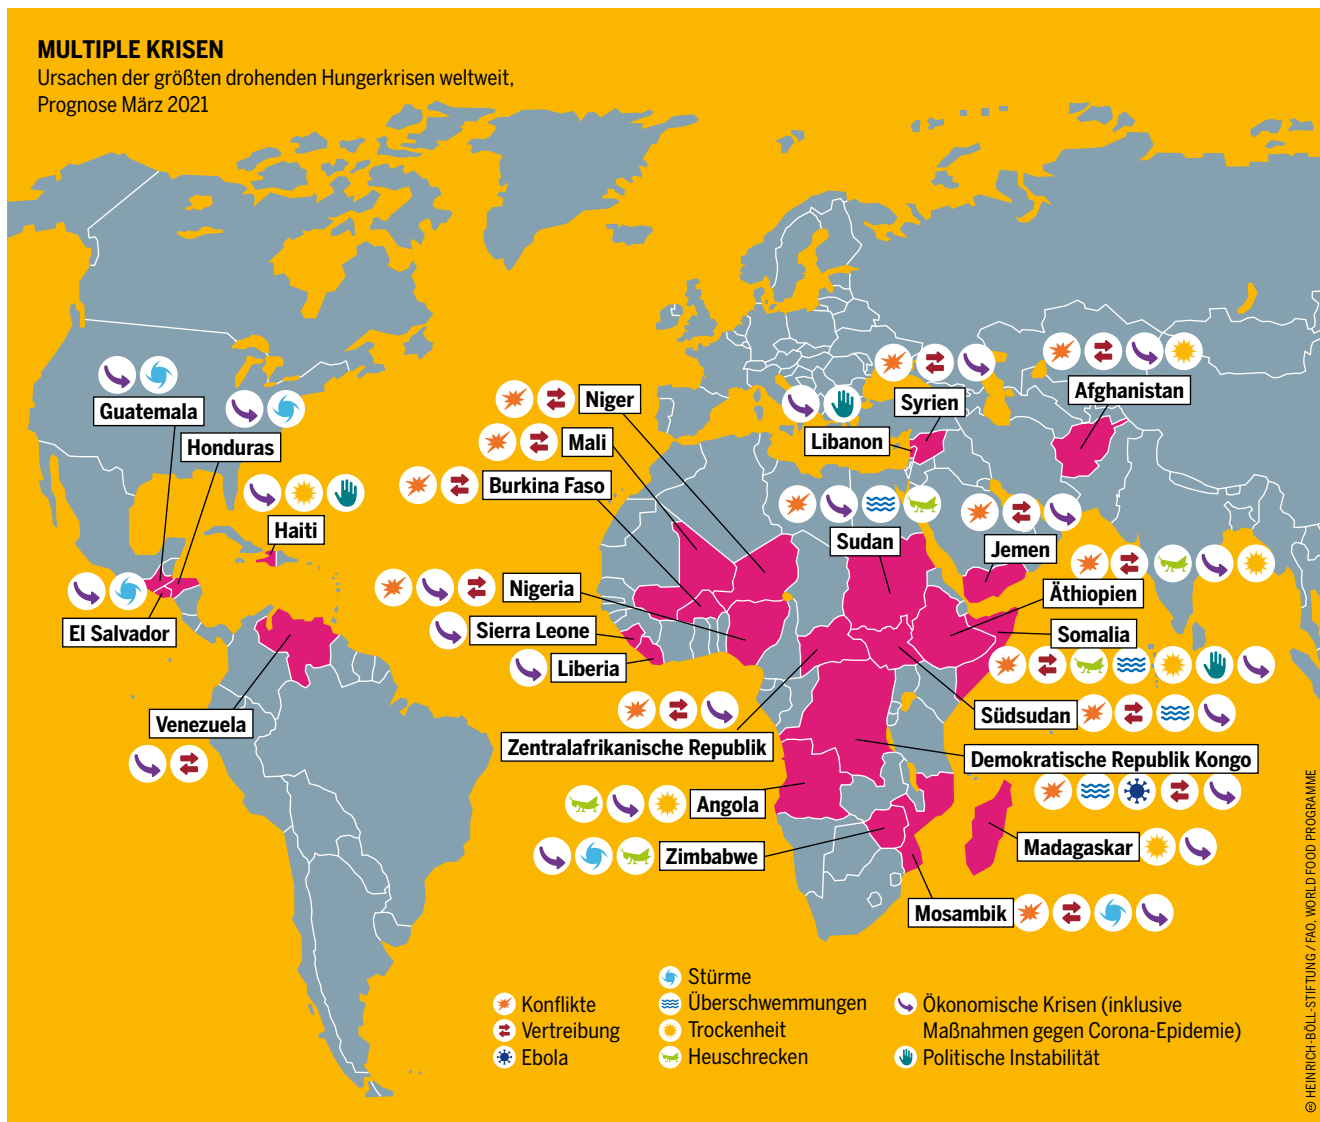 MULTIPLE KRISEN
Ursachen der größten drohenden Hungerkrisen weltweit,
Prognose März 2021
Guatemala
Honduras
Haiti
El Salvador
Venezuela
Niger
Mali
Burkina Faso
Nigeria
Sierra Leone
Liberia
Zentralafrikanische Republik
Angola
Zimbabwe
Syrien
Libanon
Afghanistan
Sudan
Jemen
Äthiopien
Somalia
Südsudan
Demokratische Republik Kongo
Madagaskar
Mosambik
Konflikte
Vertreibung
Ebola
Stürme
Überschwemmungen
Trockenheit
Heuschrecken
Ökonomische Krisen (inklusive
Maßnahmen gegen Corona-Epidemie)
Politische Instabilität
© HEINRICH-BÖLL-STIFTUNG / FAO, WORLD FOOD PROGRAMME